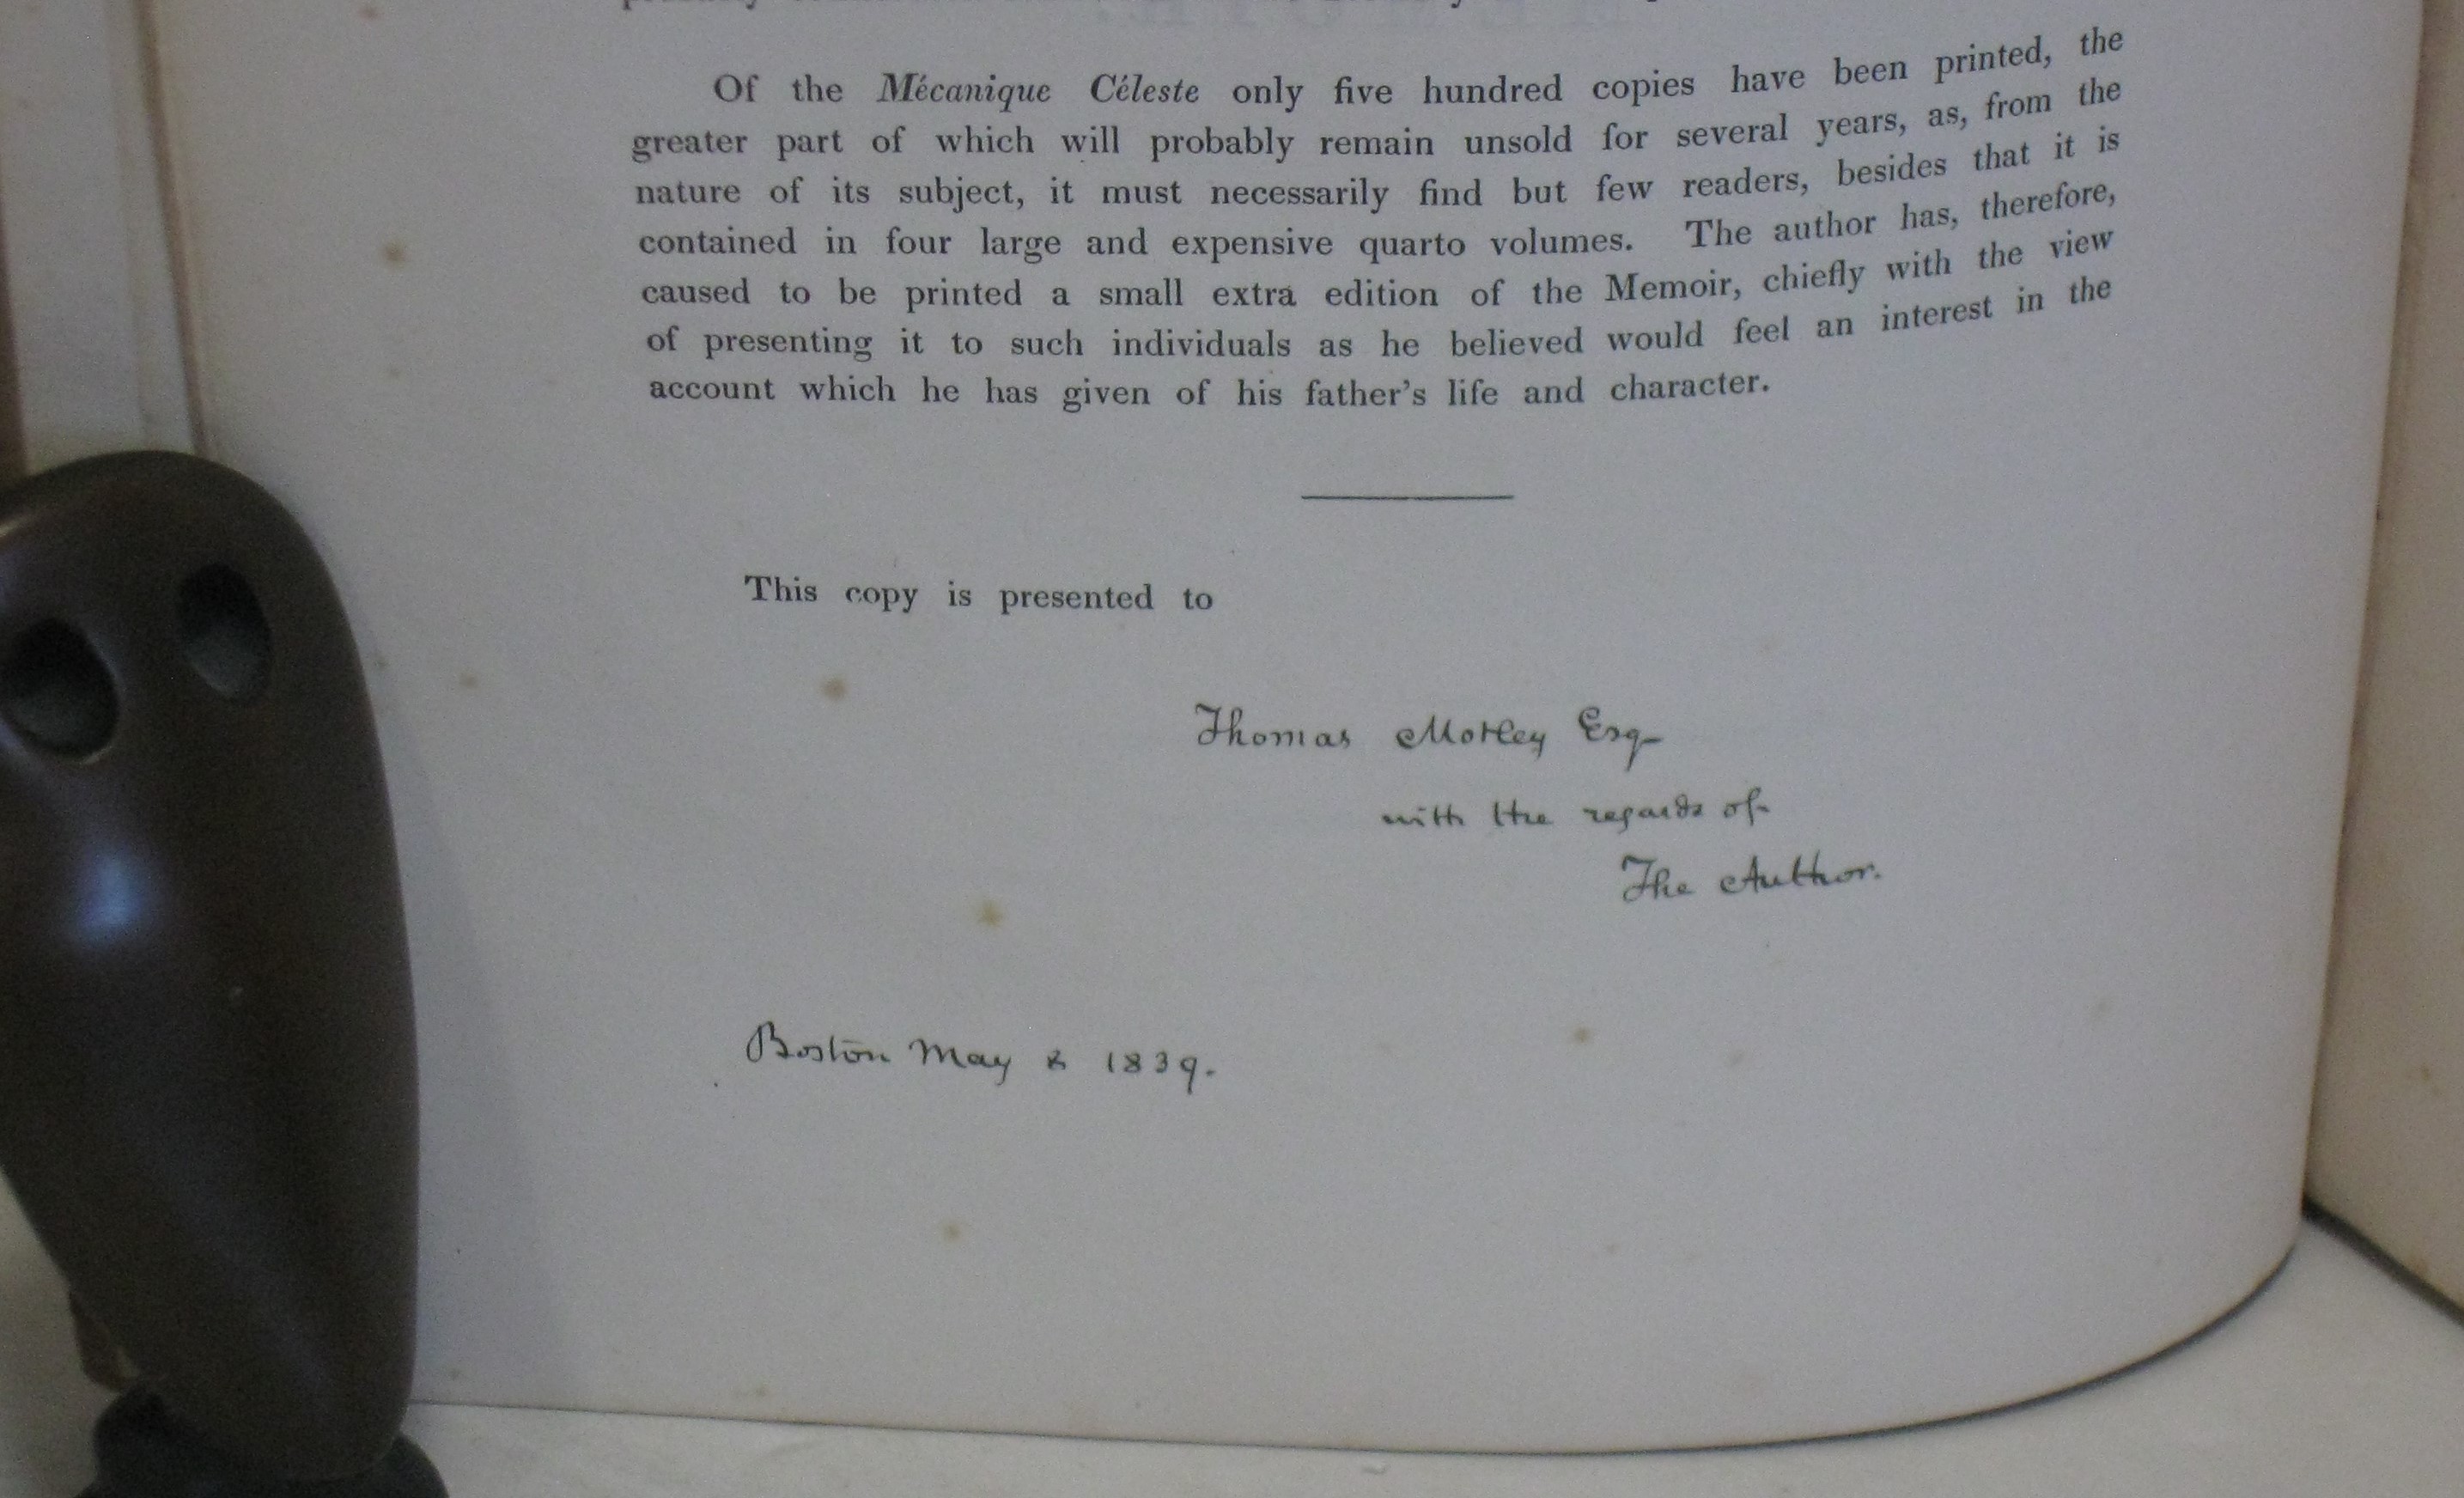 Of the Mécanique Céleste only five hundred copies have been printed, the
greater part of which will probably remain unsold for several years, as, from the
nature of its subject, it must necessarily find but few readers, besides that it is
contained in four large and expensive quarto volumes. The author has, therefore,
caused to be printed a small extra edition of the Memoir, chiefly with the view
of presenting it to such individuals as he believed would feel an interest in the
account which he has given of his father's life and character.
This copy is presented to
Thomas Motley Esq
with the regards of
The Author.
Boston May 1839.